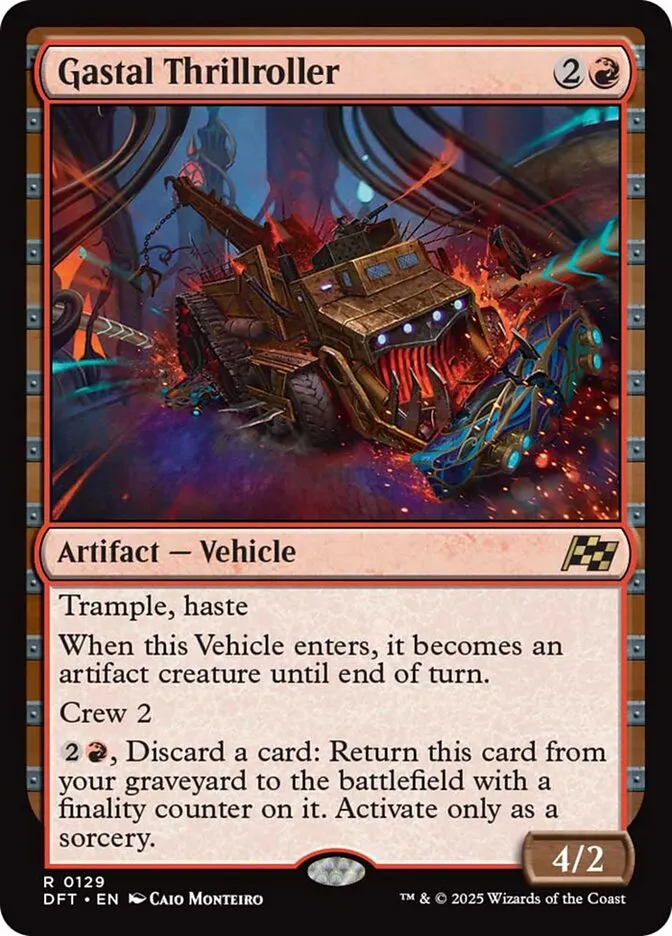 Gastal Thrillroller 2
Artifact — Vehicle
Trample, haste
When this Vehicle enters, it becomes an
artifact creature until end of turn.
Crew 2
2, Discard a card: Return this card from
your graveyard to the battlefield with a
finality counter on it. Activate only as a
sorcery.
4/2
R 0129
DFT • EN Caio Monteiro
™ & © 2025 Wizards of the Coast